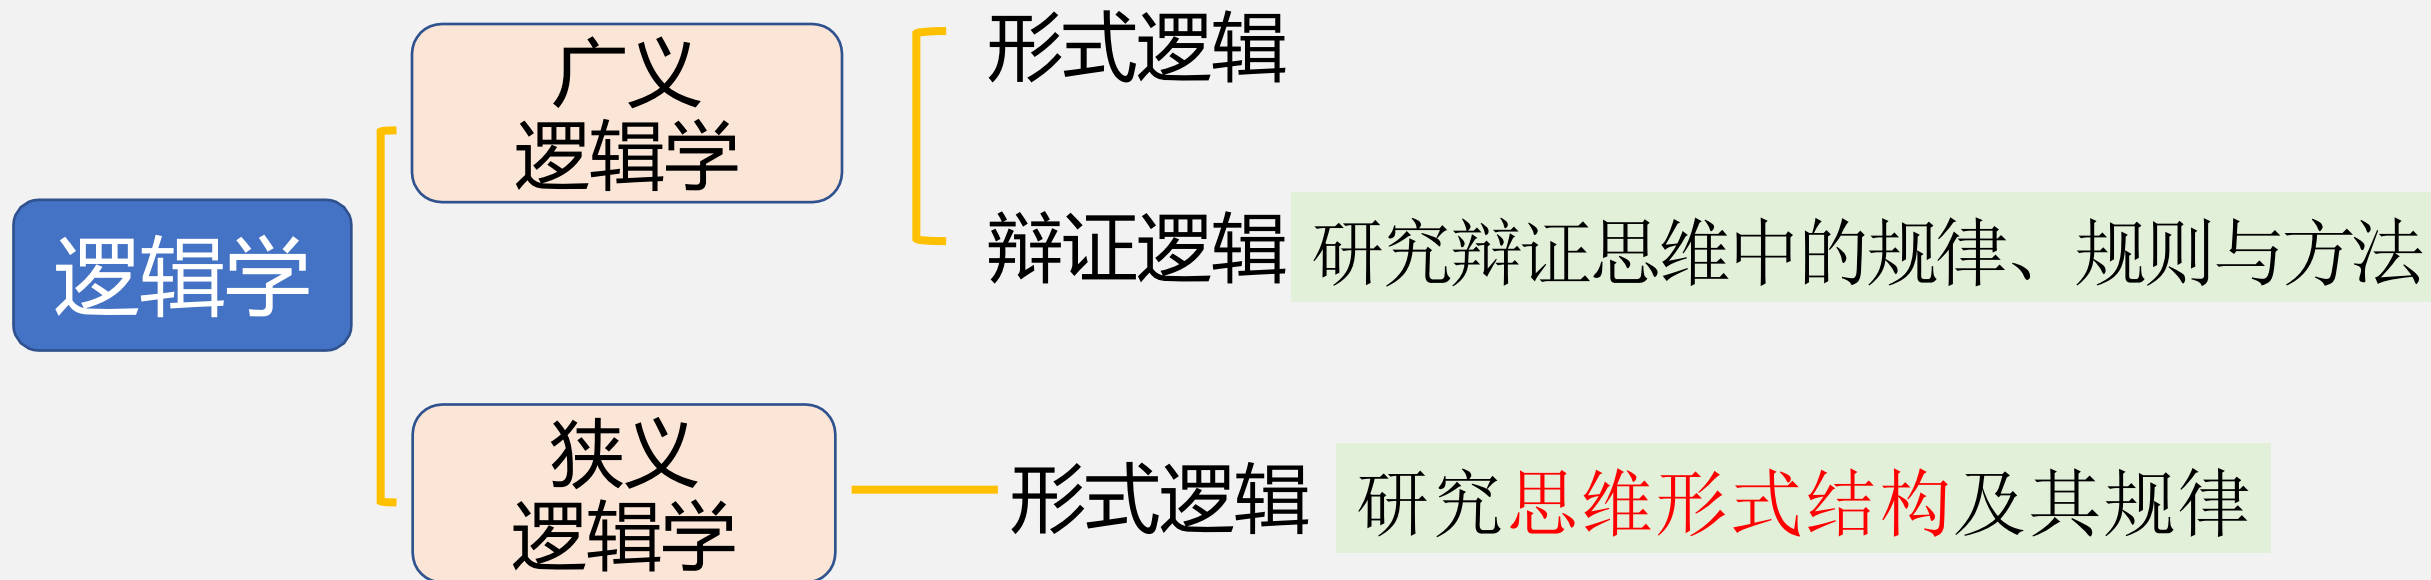 逻辑学
广义
逻辑学
形式逻辑
辩证逻辑 研究辩证思维中的规律、规则与方法
狭义
逻辑学
形式逻辑 研究思维形式结构及其规律